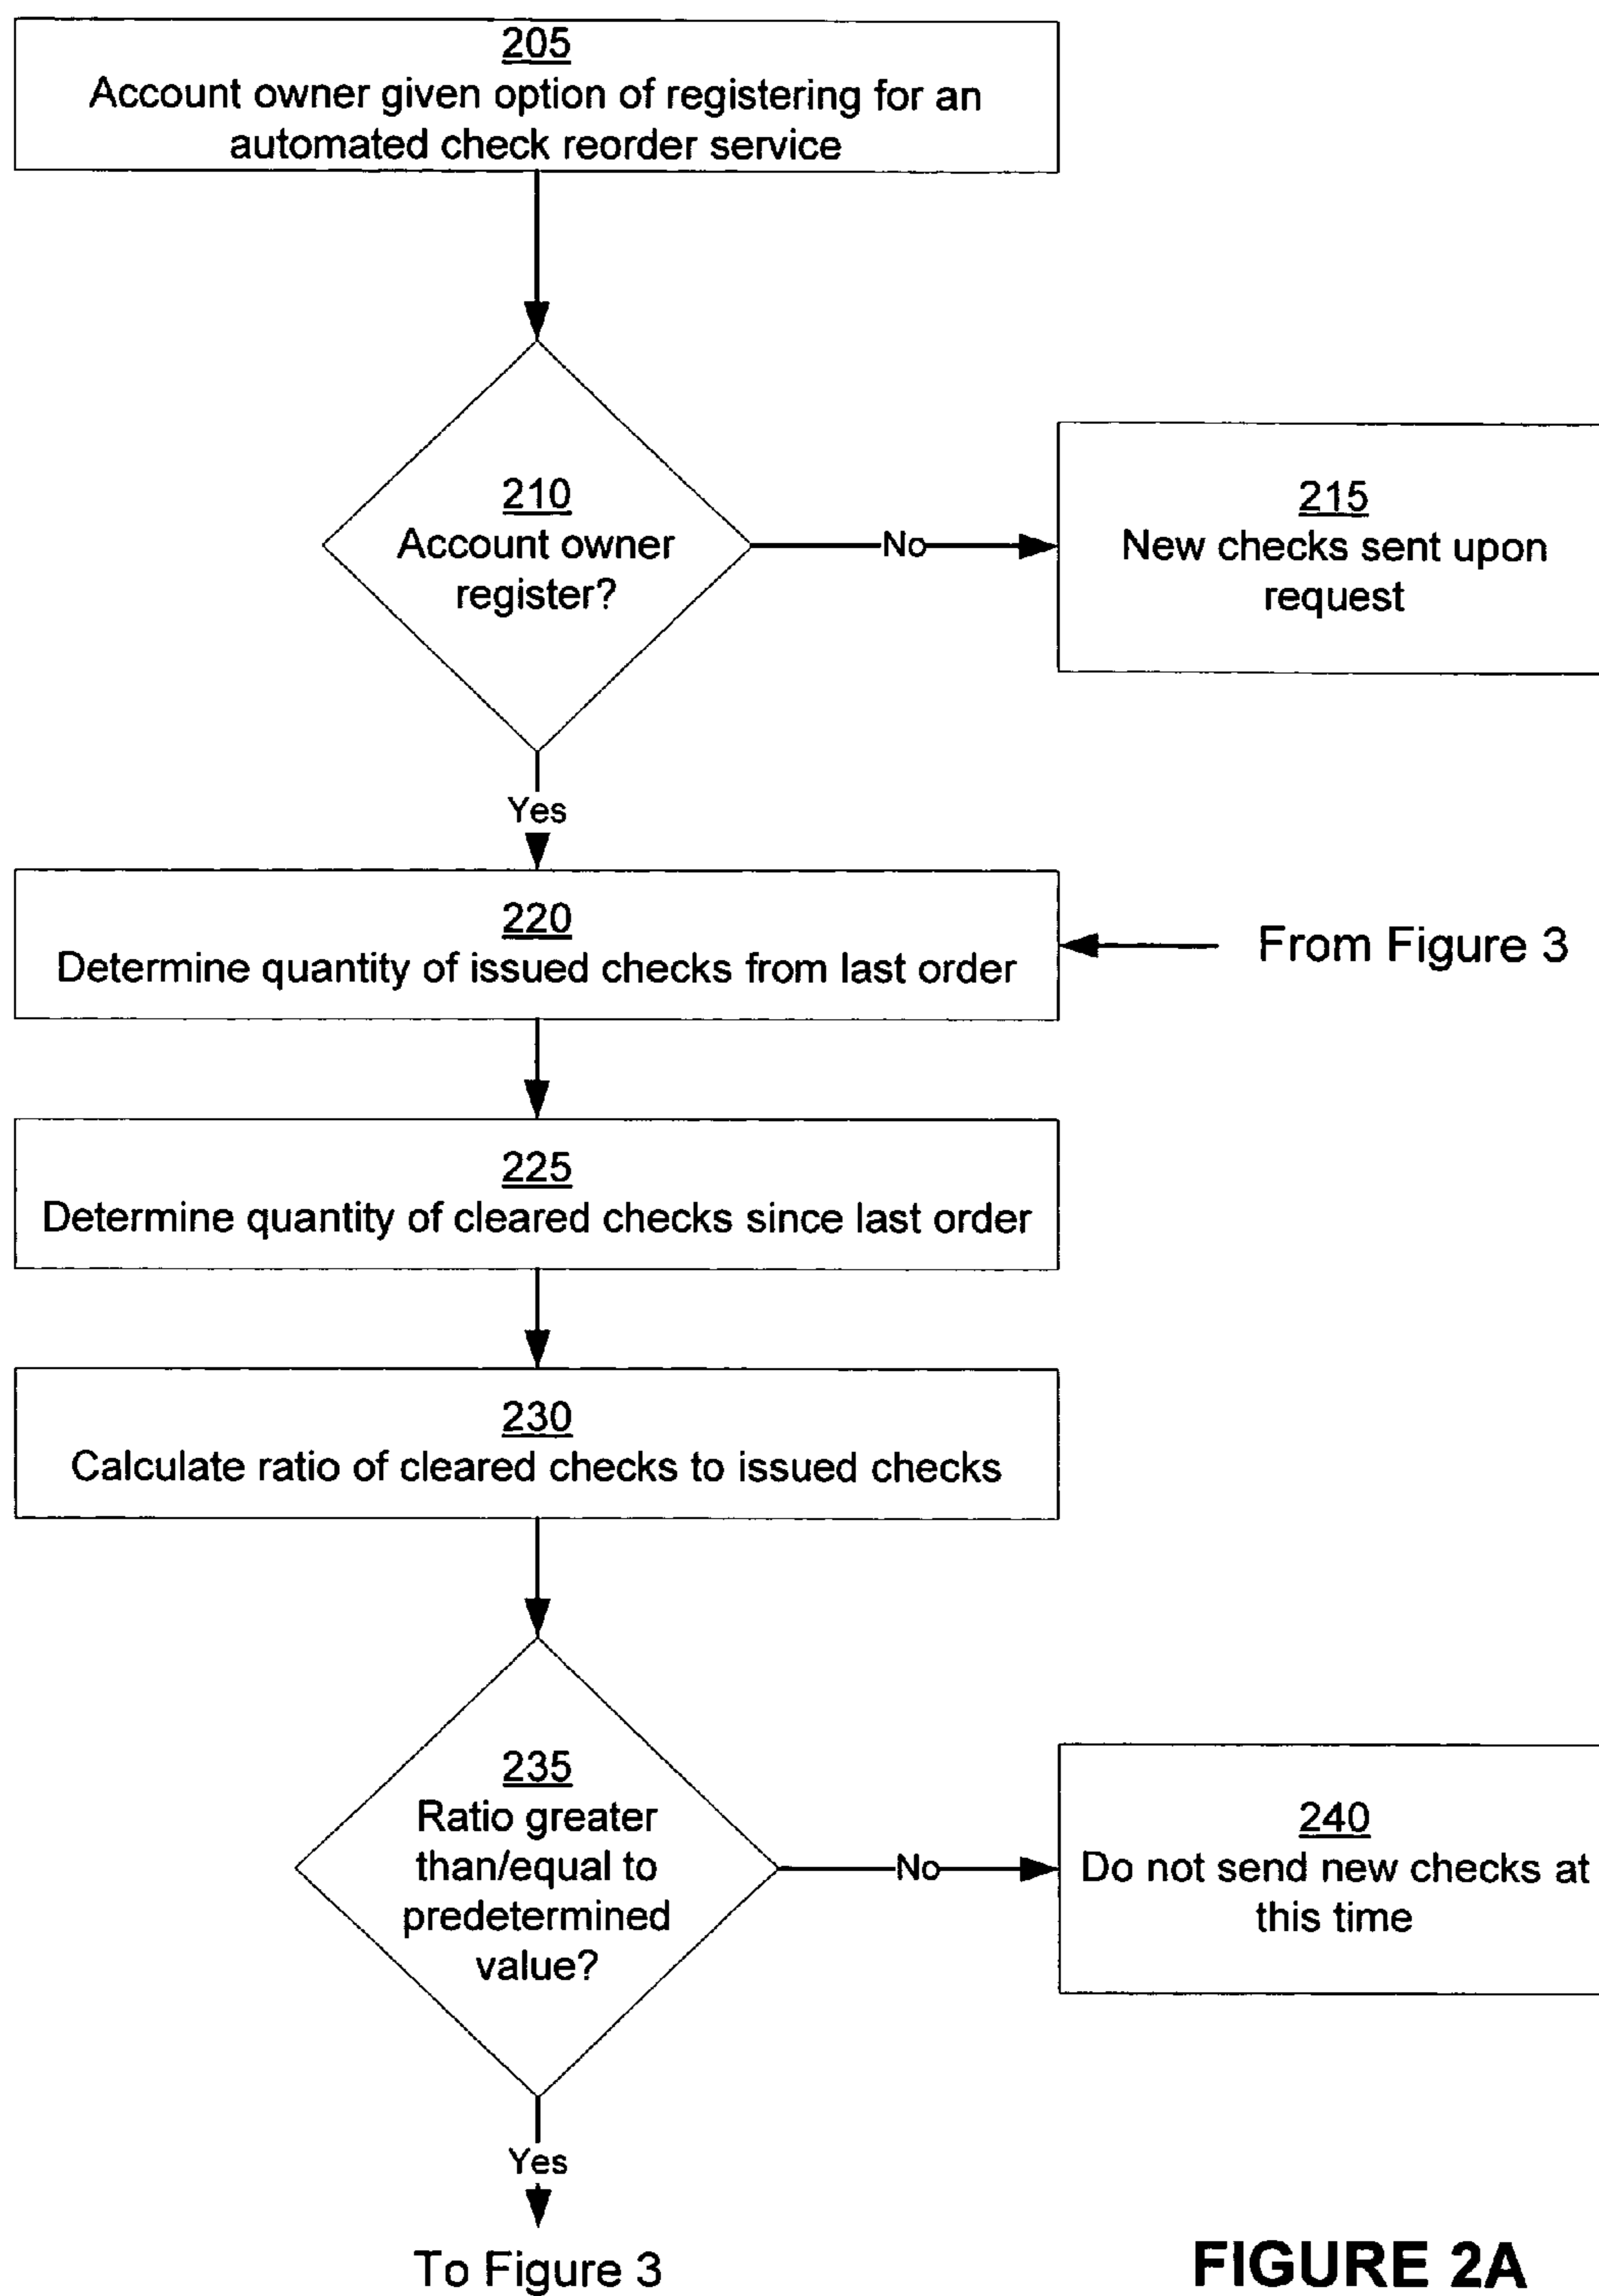 205
Account owner given option of registering for an
automated check reorder service
210
Account owner
register?
No
215
New checks sent upon
request
Yes
220
Determine quantity of issued checks from last order
From Figure 3
225
Determine quantity of cleared checks since last order
230
Calculate ratio of cleared checks to issued checks
235
Ratio greater
than/equal to
predetermined
value?
No
240
Do not send new checks at
this time
Yes
To Figure 3
FIGURE 2A